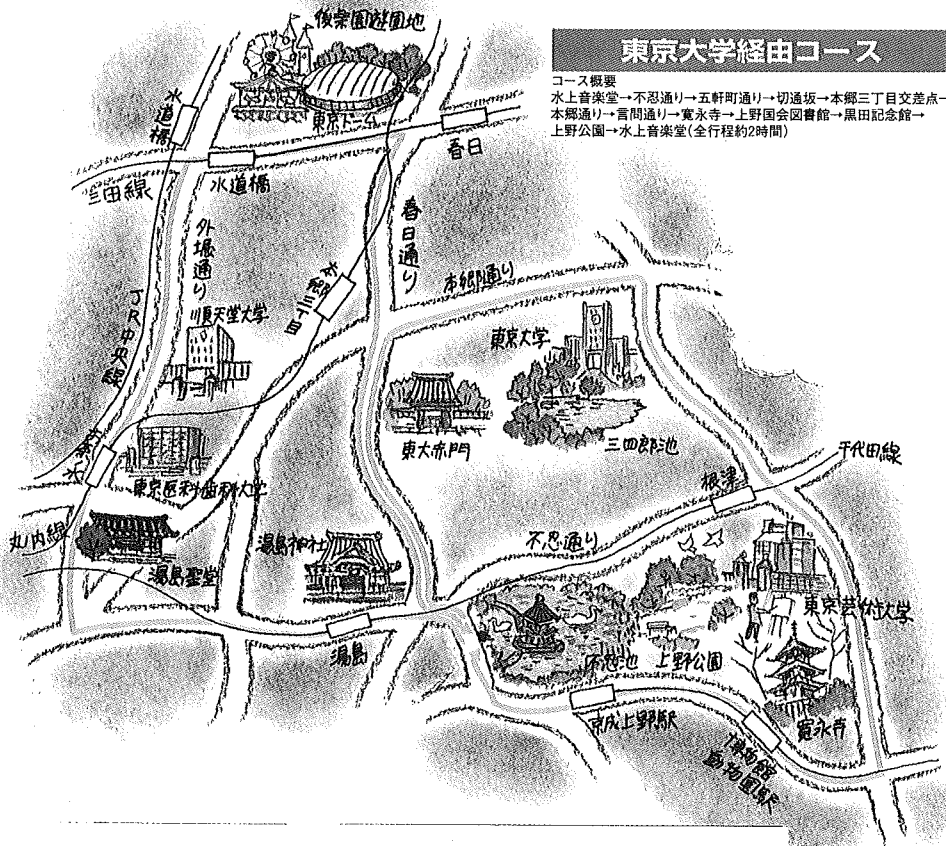 後楽園遊園地
東京大学経由コース
コース概要
水上音楽堂→不忍通り→五軒町通り→切通坂→本郷三丁目交差点→
本郷通り→言問通り→寛永寺→上野国会図書館→黒田記念館→
上野公園→水上音楽堂(全行程約2時間)
水道橋
東京ドーム
春日
三田線
水道橋
外堀通り
春日通り
本郷三丁目
本郷通り
JR中央線
順天堂大学
東京大学
東大赤門
三四郎池
千代田線
根津
東京医科歯科大学
丸内線
湯島神社
不忍通り
湯島聖堂
東京芸術大学
湯島
不忍池
上野公園
京成上野駅
寛永寺
博物館
動物園駅